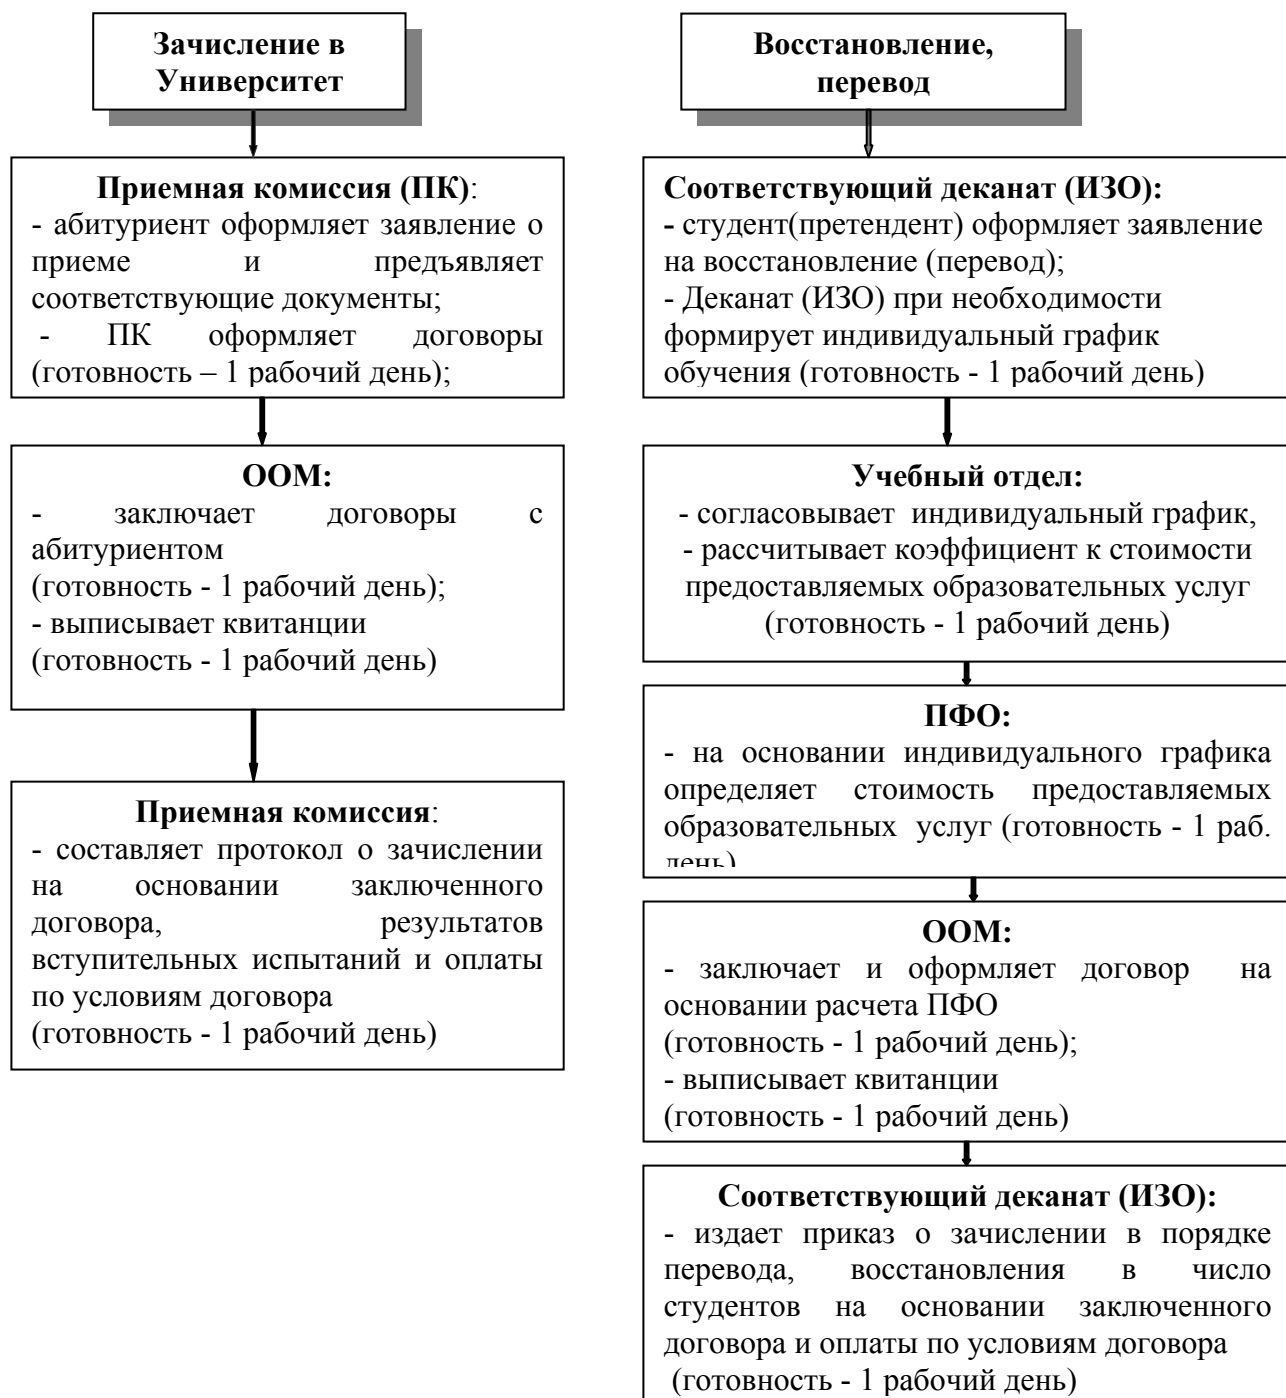 Зачисление в
Университет
Приемная комиссия (ПК):
- абитуриент оформляет заявление о
приеме и предъявляет
соответствующие документы;
- ПК оформляет договоры
(готовность – 1 рабочий день);
ООМ:
- заключает договоры с
абитуриентом
(готовность - 1 рабочий день);
- выписывает квитанции
(готовность - 1 рабочий день)
Приемная комиссия:
- составляет протокол о зачислении
на основании заключенного
договора, результатов
вступительных испытаний и оплаты
по условиям договора
(готовность - 1 рабочий день)
Восстановление,
перевод
Соответствующий деканат (ИЗО):
- студент(претендент) оформляет заявление
на восстановление (перевод);
- Деканат (ИЗО) при необходимости
формирует индивидуальный график
обучения (готовность - 1 рабочий день)
Учебный отдел:
- согласовывает индивидуальный график,
- рассчитывает коэффициент к стоимости
предоставляемых образовательных услуг
(готовность - 1 рабочий день)
ПФО:
- на основании индивидуального графика
определяет стоимость предоставляемых
образовательных услуг (готовность - 1 раб.
день)
ООМ:
- заключает и оформляет договор на
основании расчета ПФО
(готовность - 1 рабочий день);
- выписывает квитанции
(готовность - 1 рабочий день)
Соответствующий деканат (ИЗО):
- издает приказ о зачислении в порядке
перевода, восстановления в число
студентов на основании заключенного
договора и оплаты по условиям договора
(готовность - 1 рабочий день)